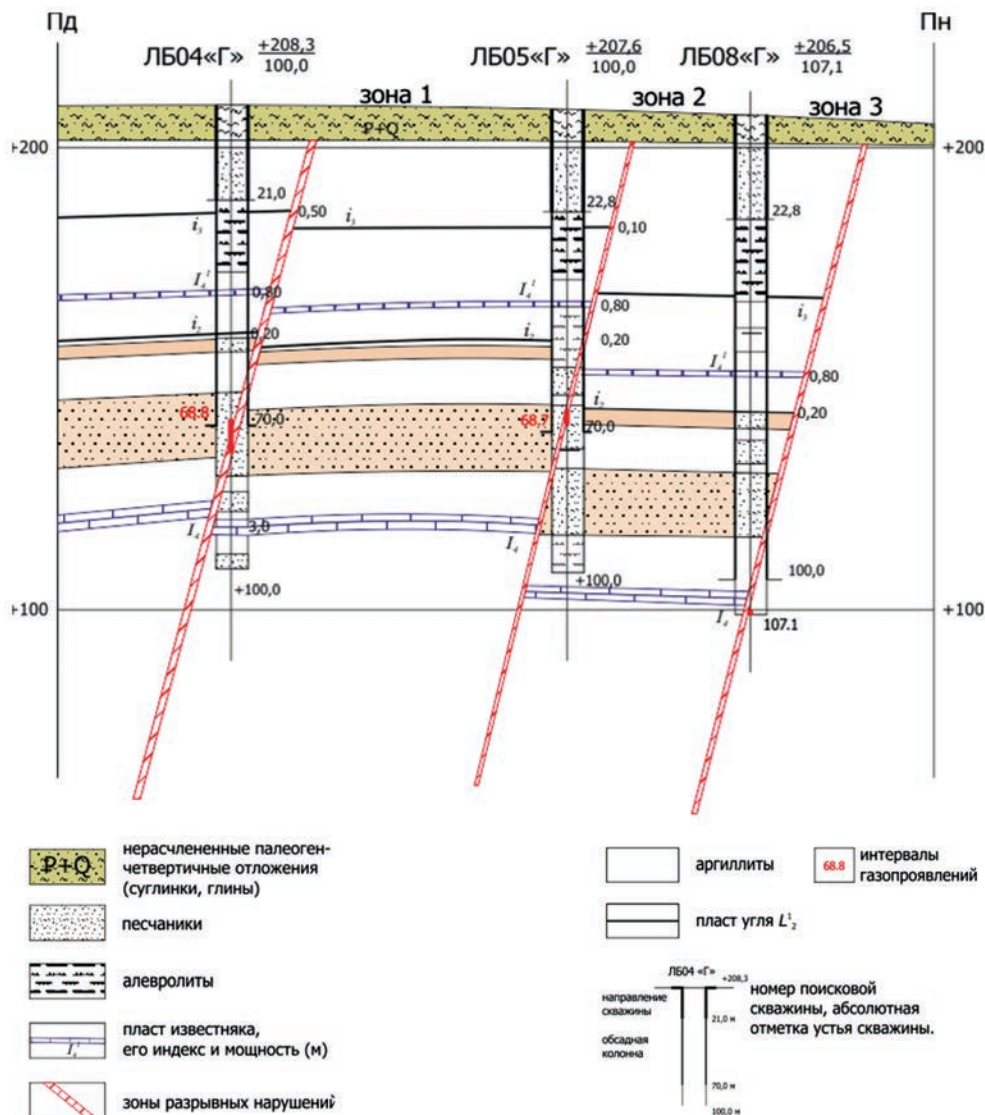 Пд
Пн
ЛБ04«Г» +208,3
100,0
ЛБ05«Г» +207,6
100,0
ЛБ08«Г» +206,5
107,1
зона 1
зона 2
зона 3
P+Q
+200
+200
21,0
22,8
22,8
i₃
0,50
i₃
0,10
I₄¹
0,80
I₄¹
0,80
i₃
i₂
0,20
i₂
0,20
I₄¹
0,80
i₂
0,20
68.8
70,0
68,7
70,0
I₄
3,0
I₄
+100,0
+100,0
100,0
+100
+100
I₄
107.1
P+Q
нерасчлененные палеоген-
четвертичные отложения
(суглинки, глины)
песчаники
алевролиты
I₄¹
пласт известняка,
его индекс и мощность (м)
зоны разрывных нарушений
аргиллиты
68.8
интервалы
газопроявлений
пласт угля L¹₂
ЛБ04 «Г» +208,3
направление
скважины
21,0 м
обсадная
колонна
70,0 м
100,0 м
номер поисковой
скважины, абсолютная
отметка устья скважины.